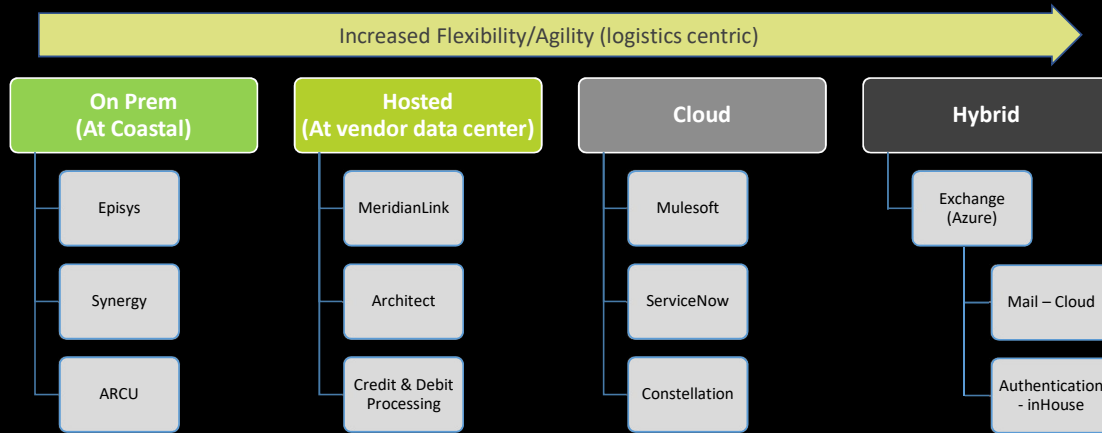 Increased Flexibility/Agility (logistics centric)
On Prem
(At Coastal)
Episys
Synergy
ARCU
Hosted
(At vendor data center)
MeridianLink
Architect
Credit & Debit
Processing
Cloud
Mulesoft
ServiceNow
Constellation
Hybrid
Exchange
(Azure)
Mail – Cloud
Authentication
- inHouse